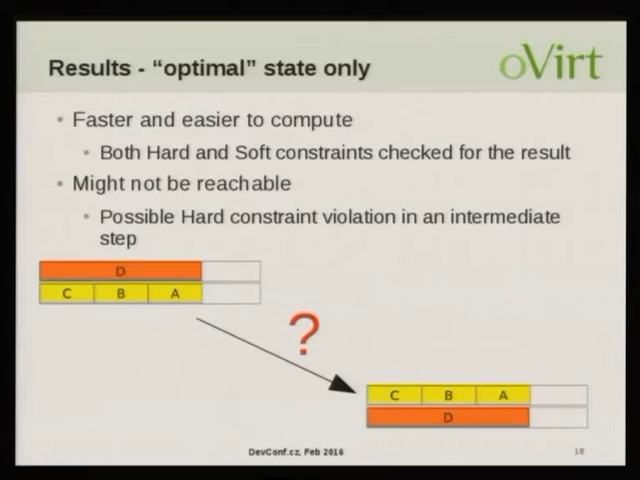 Results - “optimal” state only
oVirt
• Faster and easier to compute
• Both Hard and Soft constraints checked for the result
• Might not be reachable
• Possible Hard constraint violation in an intermediate
step
D
C B A
?
C B A
D
DevConf.cz, Feb 2016
18